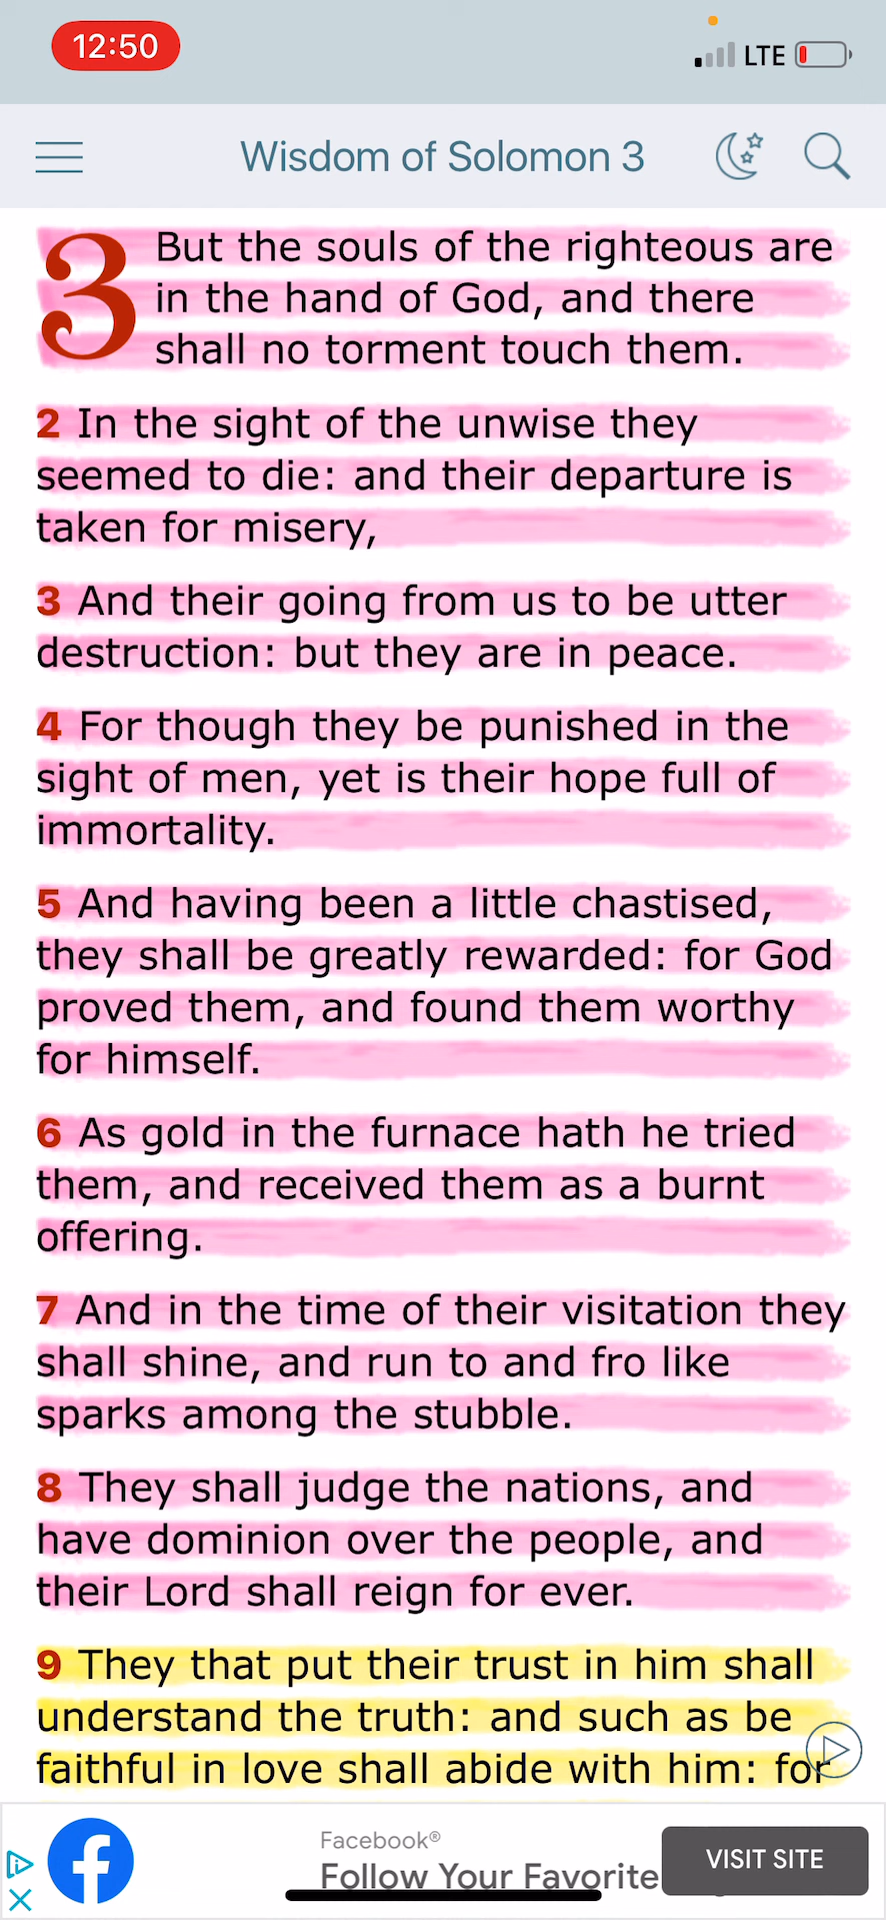 12:50
LTE
Wisdom of Solomon 3
3 But the souls of the righteous are
in the hand of God, and there
shall no torment touch them.
2 In the sight of the unwise they
seemed to die: and their departure is
taken for misery,
3 And their going from us to be utter
destruction: but they are in peace.
4 For though they be punished in the
sight of men, yet is their hope full of
immortality.
5 And having been a little chastised,
they shall be greatly rewarded: for God
proved them, and found them worthy
for himself.
6 As gold in the furnace hath he tried
them, and received them as a burnt
offering.
7 And in the time of their visitation they
shall shine, and run to and fro like
sparks among the stubble.
8 They shall judge the nations, and
have dominion over the people, and
their Lord shall reign for ever.
9 They that put their trust in him shall
understand the truth: and such as be
faithful in love shall abide with him: for
Facebook®
Follow Your Favorite
VISIT SITE